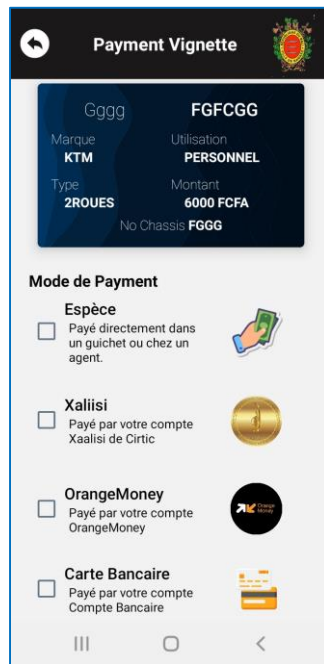 Payment Vignette
Gggg FGFCGG
Marque Utilisation
KTM PERSONNEL
Type Montant
2ROUES 6000 FCFA
No Chassis FGGG
Mode de Payment
Espèce
Payé directement dans
un guichet ou chez un
agent.
Xaliisi
Payé par votre compte
Xaalisi de Cirtic
OrangeMoney
Payé par votre compte
OrangeMoney
Orange
Money
Carte Bancaire
Payé par votre compte
Compte Bancaire